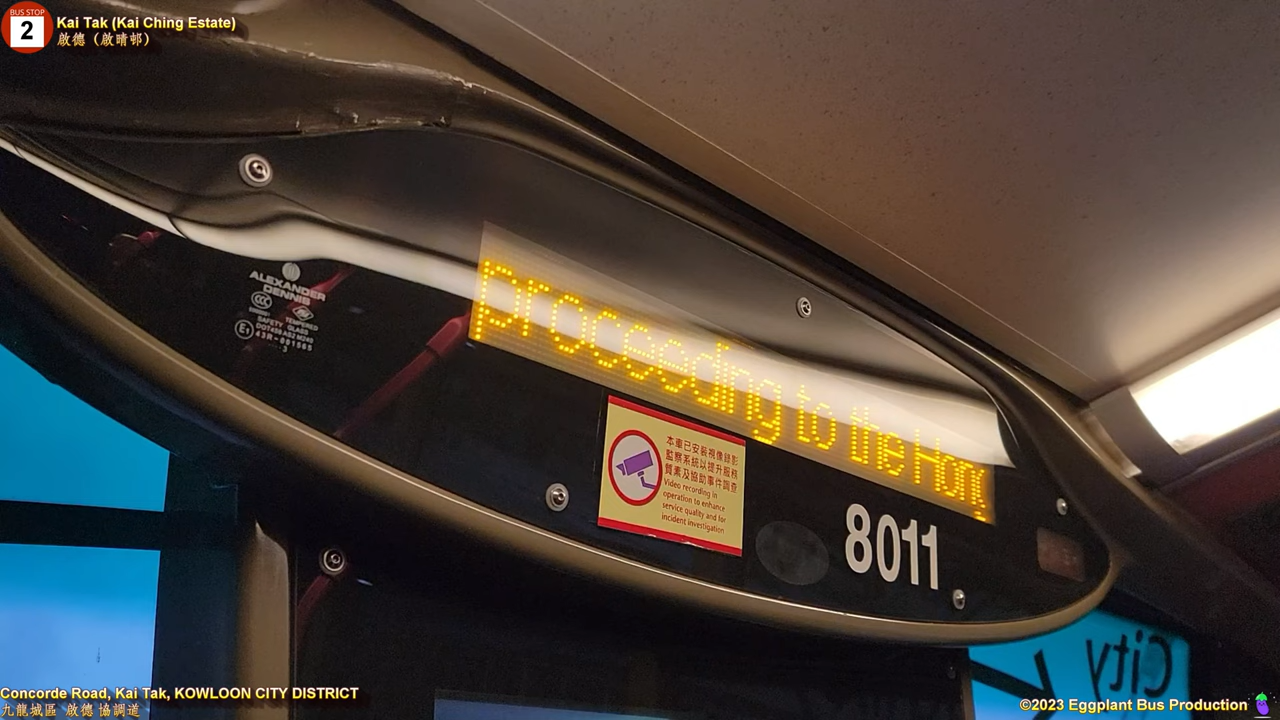 BUS STOP
2
Kai Tak (Kai Ching Estate)
啟德（啟晴邨）
ALEXANDER
DENNIS
SAFETY
GLASS
TEMPERED
E1
43R-001565
proceeding to the Hong
本車已安裝視像錄影
監察系統以提升服務
質素及協助事件調查
Video recording in
operation to enhance
service quality and for
incident investigation
8011
City
Concorde Road, Kai Tak, KOWLOON CITY DISTRICT
九龍城區 啟德 協調道
©2023 Eggplant Bus Production